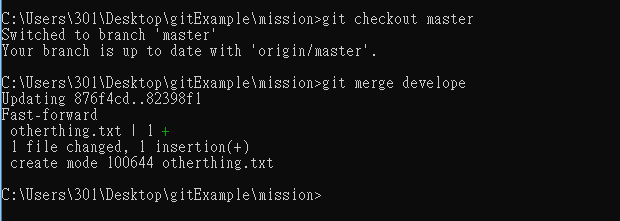 C:\Users\301\Desktop\gitExample\mission>git checkout master
Switched to branch 'master'
Your branch is up to date with 'origin/master'.
C:\Users\301\Desktop\gitExample\mission>git merge develope
Updating 876f4cd..82398f1
Fast-forward
 otherthing.txt | 1 +
 1 file changed, 1 insertion(+)
 create mode 100644 otherthing.txt
C:\Users\301\Desktop\gitExample\mission>